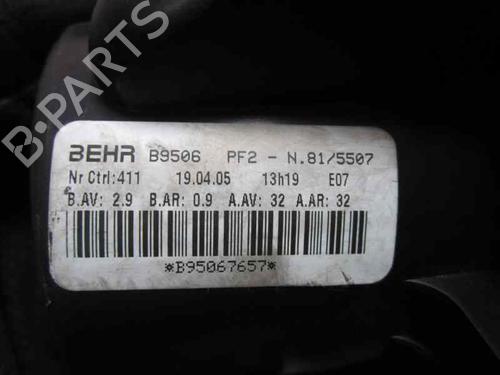 B-PARTS
BEHR B9506 PF2 - N.81/5507
Nr Ctrl:411 19.04.05 13h19 E07
B.AV: 2.9 B.AR: 0.9 A.AV: 32 A.AR: 32
*B95067657*